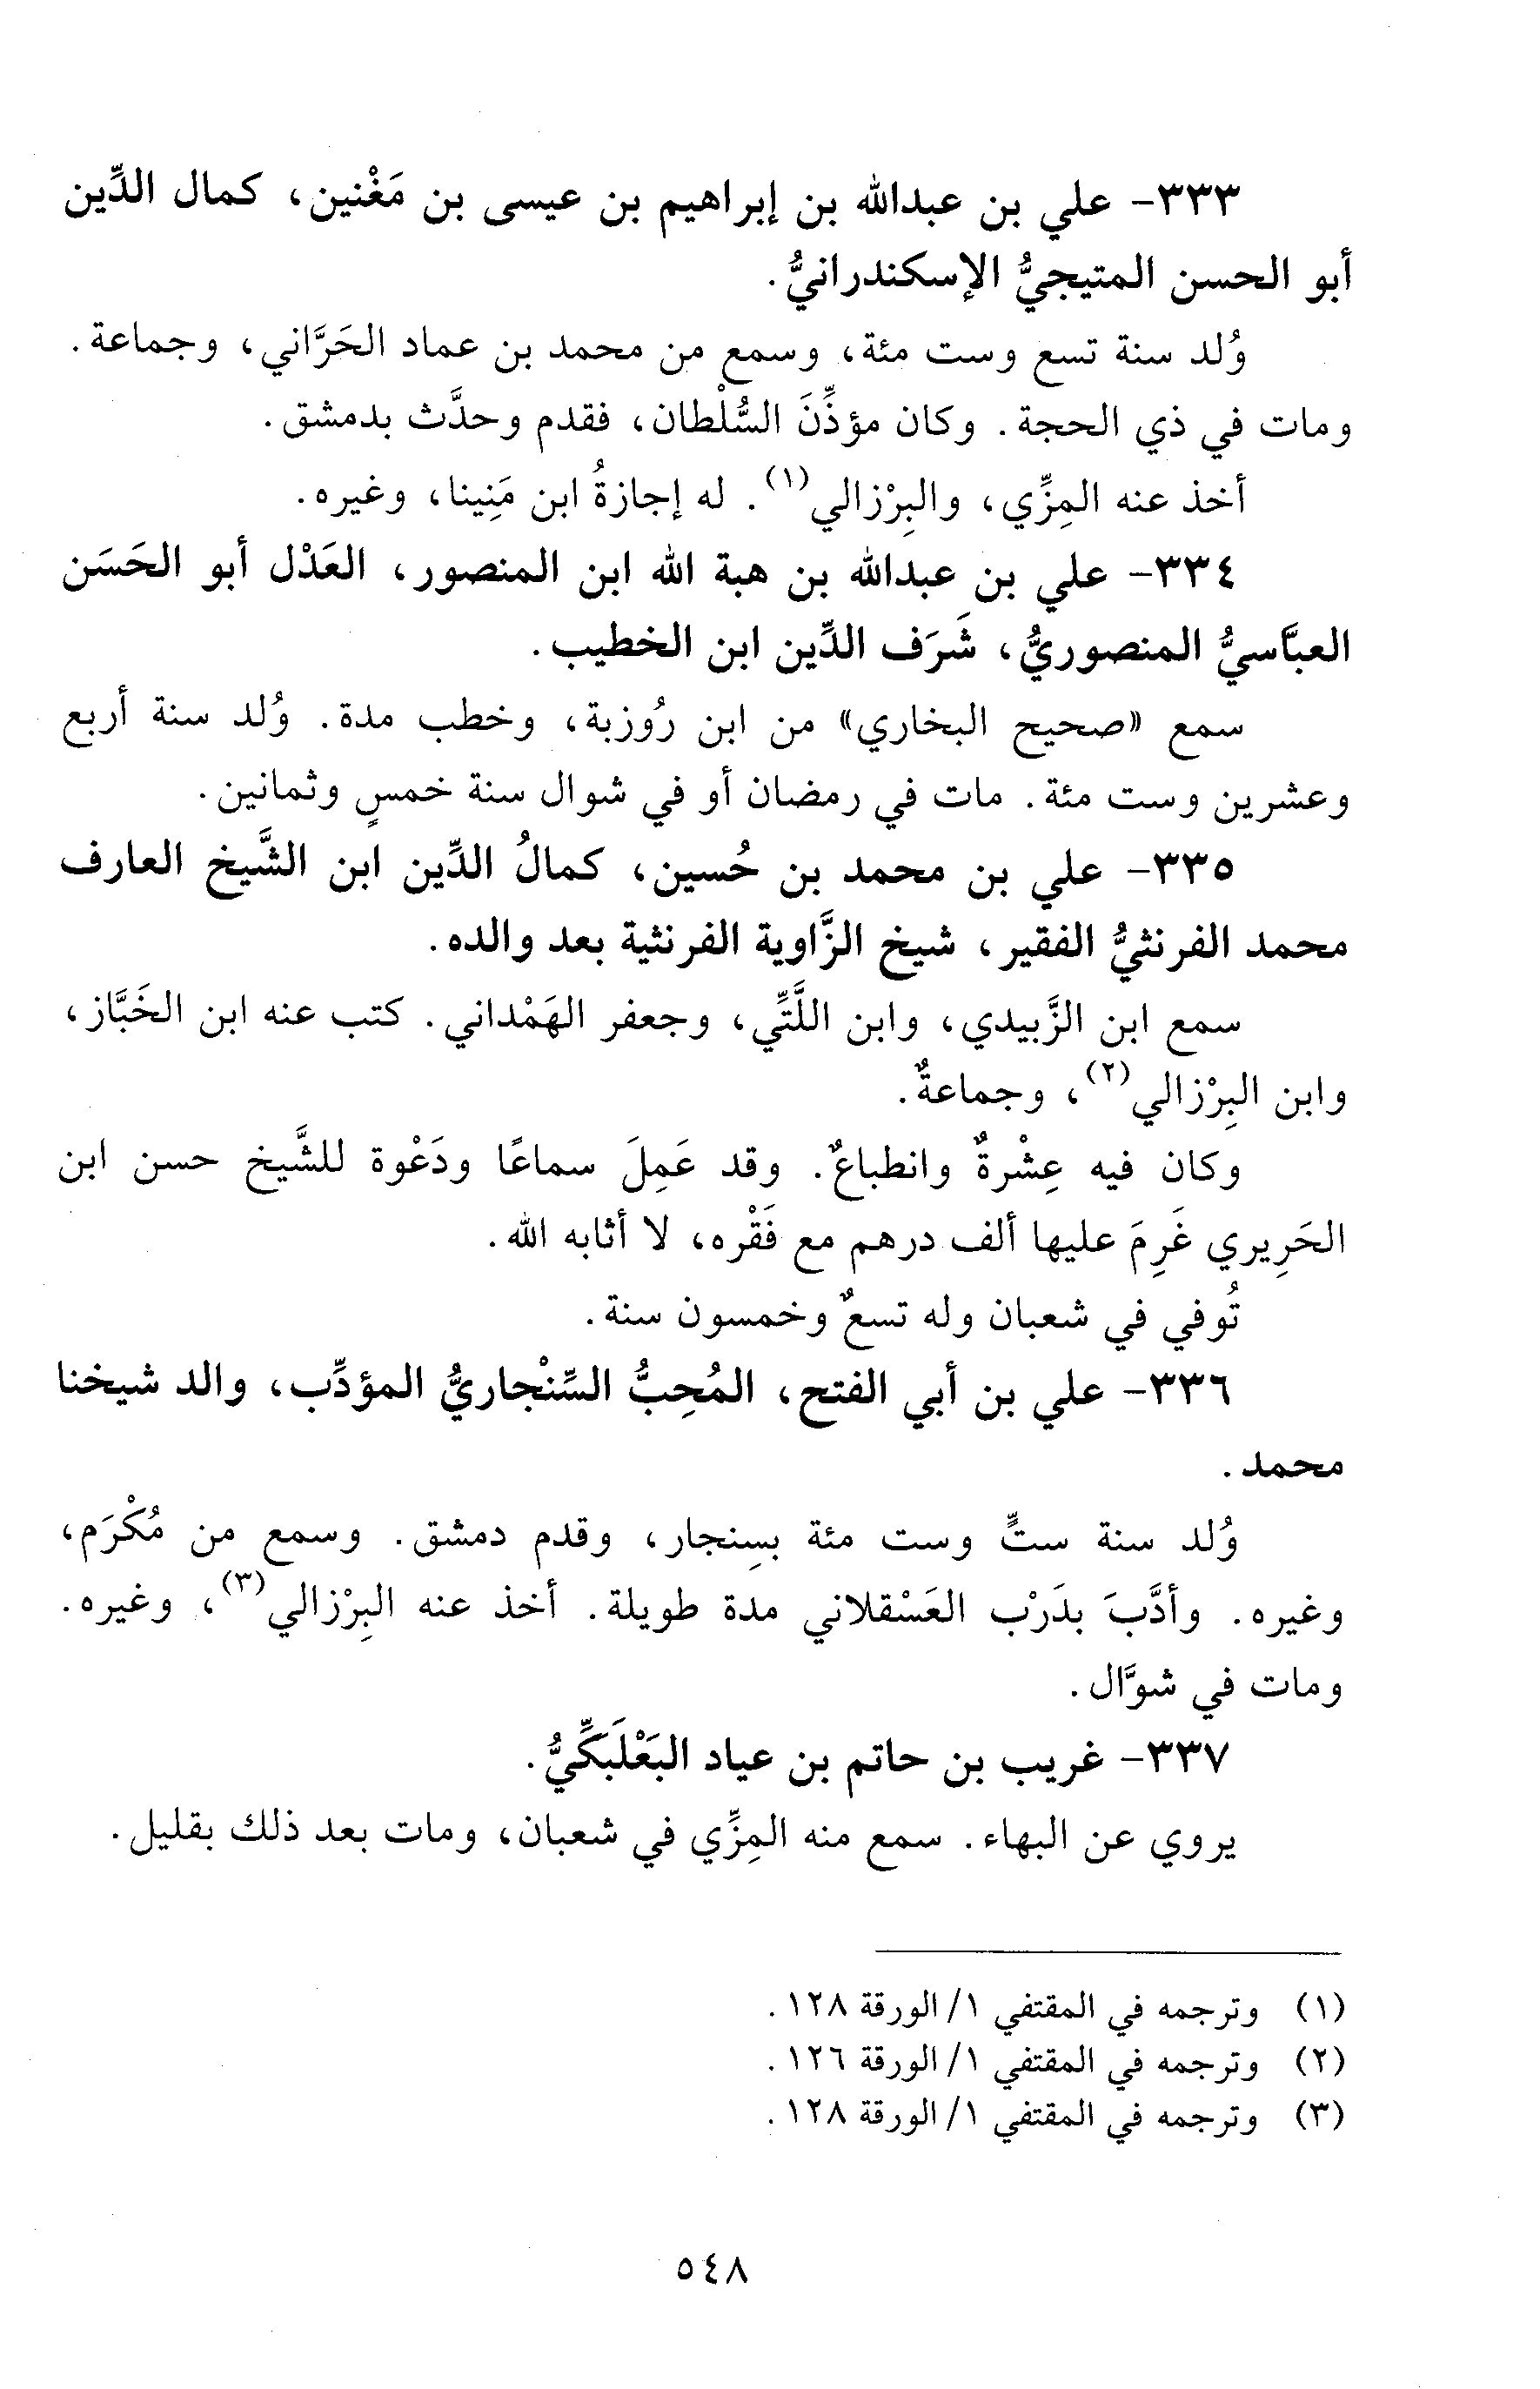 ٣٣٣- علي بن عبدالله بن إبراهيم بن عيسى بن مَغْنين، كمال الدِّين
أبو الحسن المتيجيُّ الإسكندرانيُّ.
وُلد سنة تسع وست مئة، وسمع من محمد بن عماد الحَرَّاني، وجماعة.
ومات في ذي الحجة. وكان مؤذِّنَ السُّلْطان، فقدم وحدَّث بدمشق.
أخذ عنه المِزِّي، والبِرْزالي(١). له إجازةُ ابن مَنِينا، وغيره.
٣٣٤- علي بن عبدالله بن هبة الله ابن المنصور، العَدْل أبو الحَسَن
العبَّاسيُّ المنصوريُّ، شَرَف الدِّين ابن الخطيب.
سمع «صحيح البخاري» من ابن رُوزبة، وخطب مدة. وُلد سنة أربع
وعشرين وست مئة. مات في رمضان أو في شوال سنة خمسٍ وثمانين.
٣٣٥- علي بن محمد بن حُسين، كمالُ الدِّين ابن الشَّيخ العارف
محمد الفرنثيُّ الفقير، شيخ الزَّاوية الفرنثية بعد والده.
سمع ابن الزَّبيدي، وابن اللَّتِّي، وجعفر الهَمْداني. كتب عنه ابن الخَبَّاز،
وابن البِرْزالي(٢)، وجماعةٌ.
وكان فيه عِشْرةٌ وانطباعٌ. وقد عَمِلَ سماعًا ودَعْوة للشَّيخ حسن ابن
الحَرِيري غَرِمَ عليها ألف درهم مع فَقْره، لا أثابه الله.
تُوفي في شعبان وله تسعٌ وخمسون سنة.
٣٣٦- علي بن أبي الفتح، المُحِبُّ السِّنْجاريُّ المؤدِّب، والد شيخنا
محمد.
وُلد سنة ستٍّ وست مئة بسِنجار، وقدم دمشق. وسمع من مُكْرَم،
وغيره. وأدَّبَ بدَرْب العَسْقلاني مدة طويلة. أخذ عنه البِرْزالي(٣)، وغيره.
ومات في شوَّال.
٣٣٧- غريب بن حاتم بن عياد البَعْلَبَكِّيُّ.
يروي عن البهاء. سمع منه المِزِّي في شعبان، ومات بعد ذلك بقليل.
(١) وترجمه في المقتفي ١/ الورقة ١٢٨.
(٢) وترجمه في المقتفي ١/ الورقة ١٢٦.
(٣) وترجمه في المقتفي ١/ الورقة ١٢٨.
٥٤٨